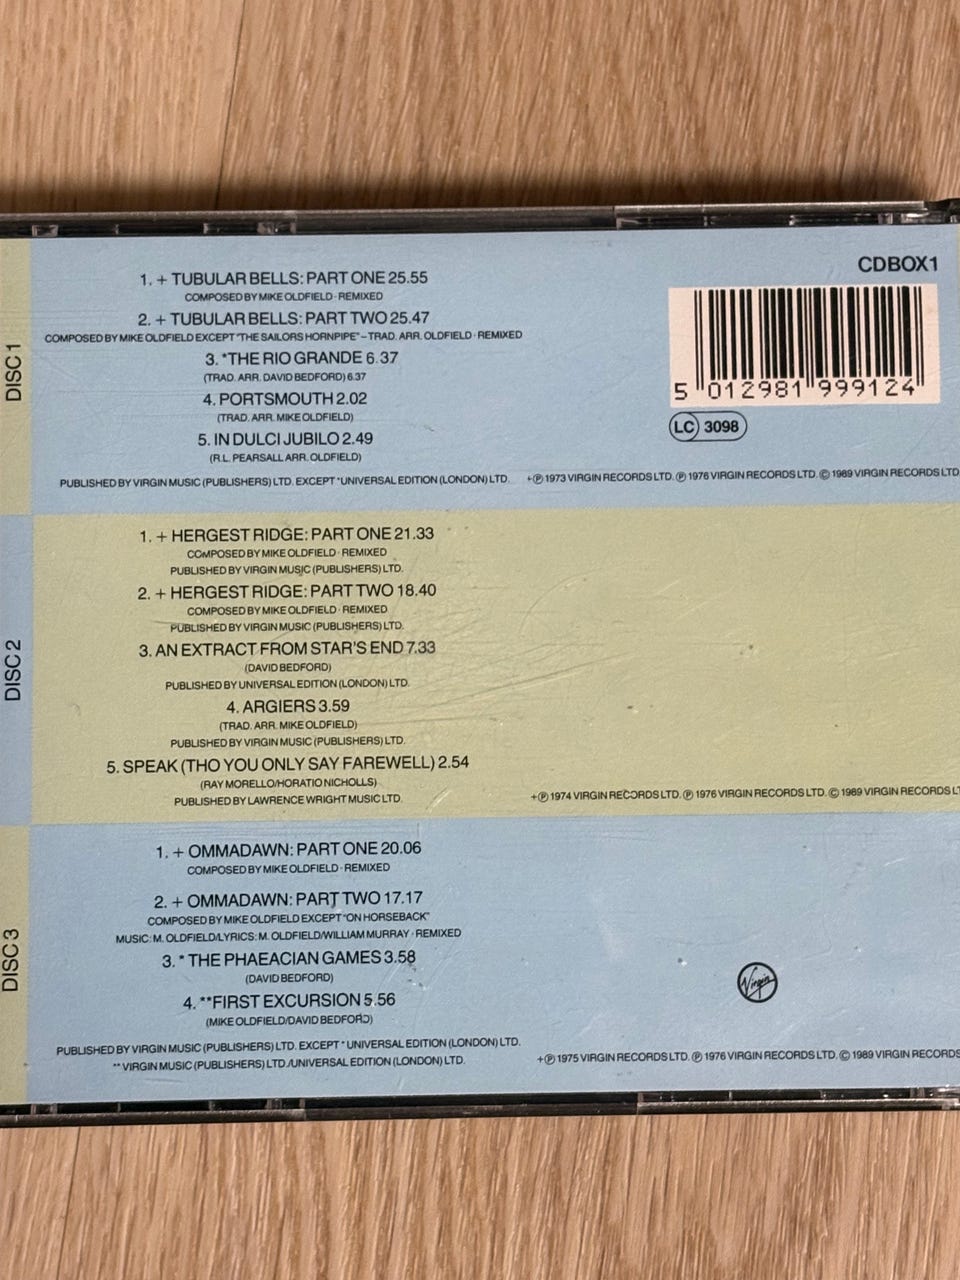 CDBOX1
DISC 1
1. + TUBULAR BELLS: PART ONE 25.55
COMPOSED BY MIKE OLDFIELD · REMIXED
2. + TUBULAR BELLS: PART TWO 25.47
COMPOSED BY MIKE OLDFIELD EXCEPT "THE SAILORS HORNPIPE" – TRAD. ARR. OLDFIELD · REMIXED
3. *THE RIO GRANDE 6.37
(TRAD. ARR. DAVID BEDFORD) 6.37
4. PORTSMOUTH 2.02
(TRAD. ARR. MIKE OLDFIELD)
5. IN DULCI JUBILO 2.49
(R.L. PEARSALL ARR. OLDFIELD)
5 012981 999124
LC 3098
PUBLISHED BY VIRGIN MUSIC (PUBLISHERS) LTD. EXCEPT *UNIVERSAL EDITION (LONDON) LTD. +℗ 1973 VIRGIN RECORDS LTD. ℗ 1976 VIRGIN RECORDS LTD. © 1989 VIRGIN RECORDS LTD
DISC 2
1. + HERGEST RIDGE: PART ONE 21.33
COMPOSED BY MIKE OLDFIELD · REMIXED
PUBLISHED BY VIRGIN MUSIC (PUBLISHERS) LTD.
2. + HERGEST RIDGE: PART TWO 18.40
COMPOSED BY MIKE OLDFIELD · REMIXED
PUBLISHED BY VIRGIN MUSIC (PUBLISHERS) LTD.
3. AN EXTRACT FROM STAR'S END 7.33
(DAVID BEDFORD)
PUBLISHED BY UNIVERSAL EDITION (LONDON) LTD.
4. ARGIERS 3.59
(TRAD. ARR. MIKE OLDFIELD)
PUBLISHED BY VIRGIN MUSIC (PUBLISHERS) LTD.
5. SPEAK (THO YOU ONLY SAY FAREWELL) 2.54
(RAY MORELLO/HORATIO NICHOLLS)
PUBLISHED BY LAWRENCE WRIGHT MUSIC LTD.
+℗ 1974 VIRGIN RECORDS LTD. ℗ 1976 VIRGIN RECORDS LTD. © 1989 VIRGIN RECORDS LT
DISC 3
1. + OMMADAWN: PART ONE 20.06
COMPOSED BY MIKE OLDFIELD · REMIXED
2. + OMMADAWN: PART TWO 17.17
COMPOSED BY MIKE OLDFIELD EXCEPT "ON HORSEBACK"
MUSIC: M. OLDFIELD/LYRICS: M. OLDFIELD/WILLIAM MURRAY · REMIXED
3. * THE PHAEACIAN GAMES 3.58
(DAVID BEDFORD)
4. **FIRST EXCURSION 5.56
(MIKE OLDFIELD/DAVID BEDFORD)
Virgin
PUBLISHED BY VIRGIN MUSIC (PUBLISHERS) LTD. EXCEPT * UNIVERSAL EDITION (LONDON) LTD.
** VIRGIN MUSIC (PUBLISHERS) LTD./UNIVERSAL EDITION (LONDON) LTD.
+℗ 1975 VIRGIN RECORDS LTD. ℗ 1976 VIRGIN RECORDS LTD. © 1989 VIRGIN RECORDS